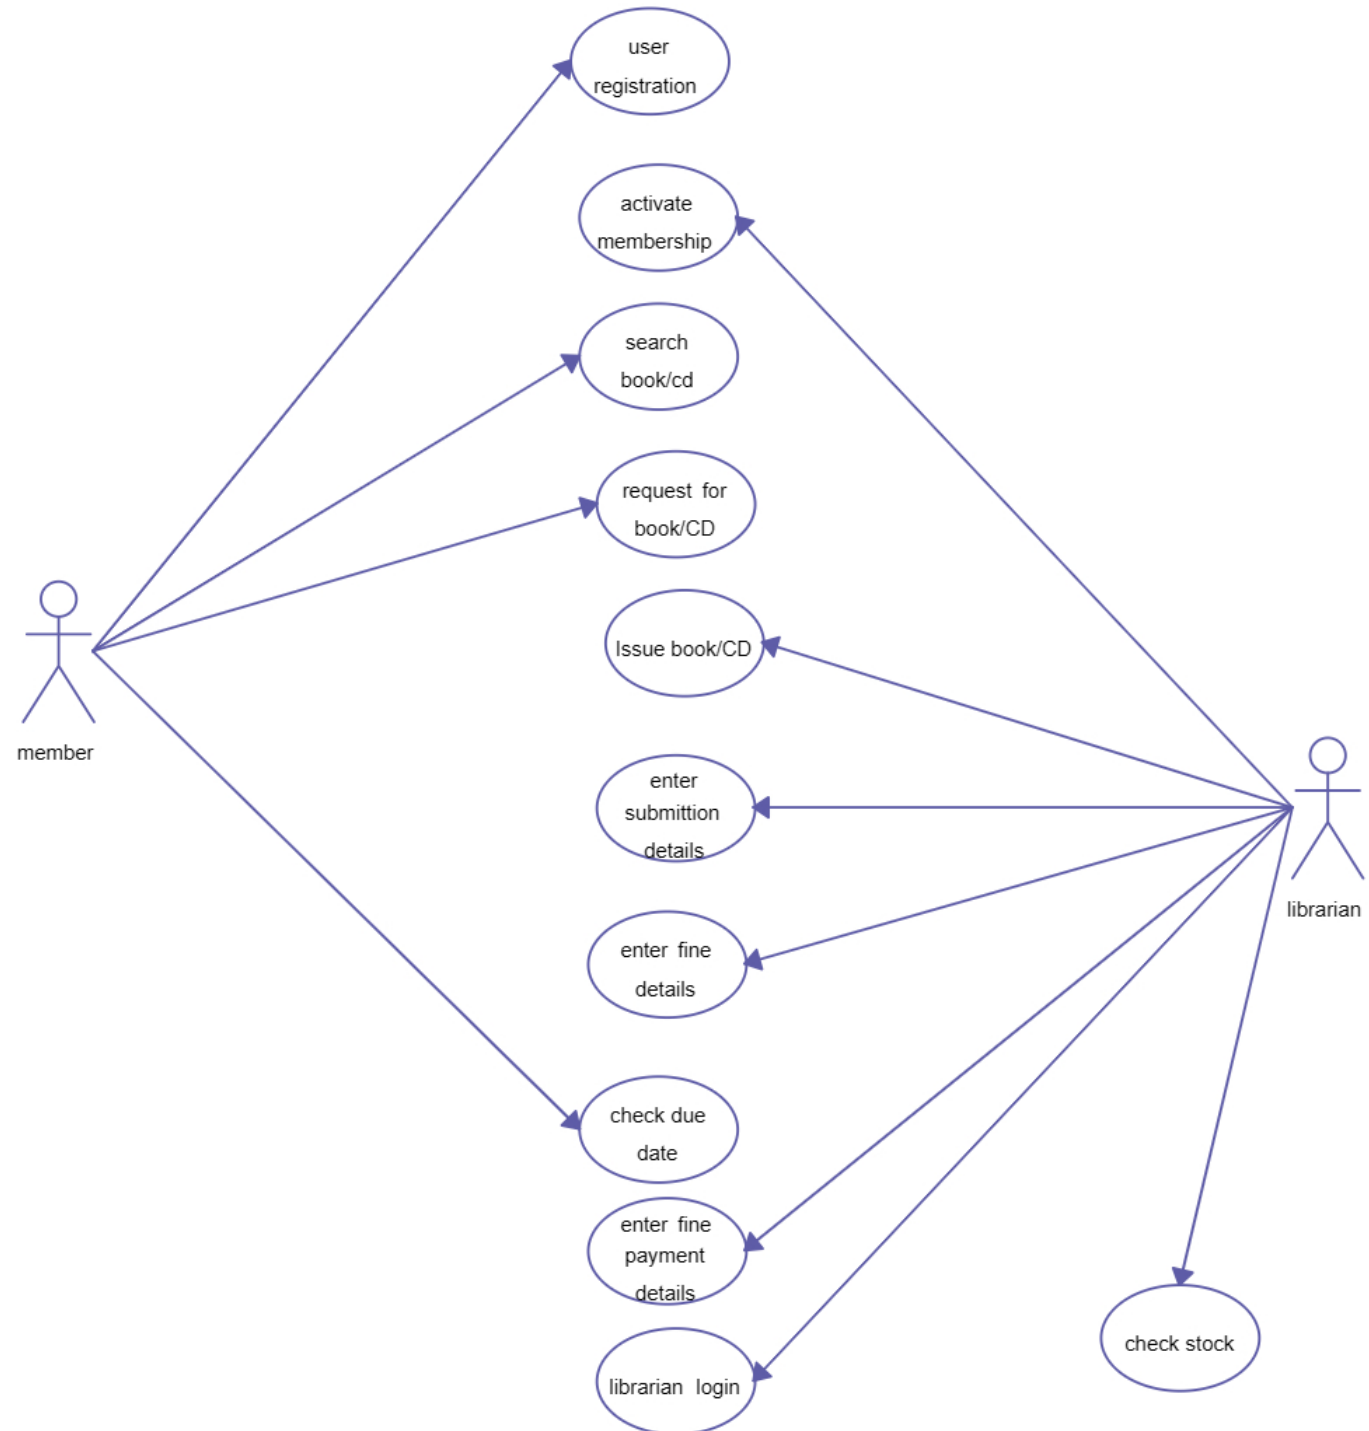 user
registration
activate
membership
search
book/cd
request for
book/CD
Issue book/CD
member
enter
submittion
details
librarian
enter fine
details
check due
date
enter fine
payment
details
check stock
librarian login